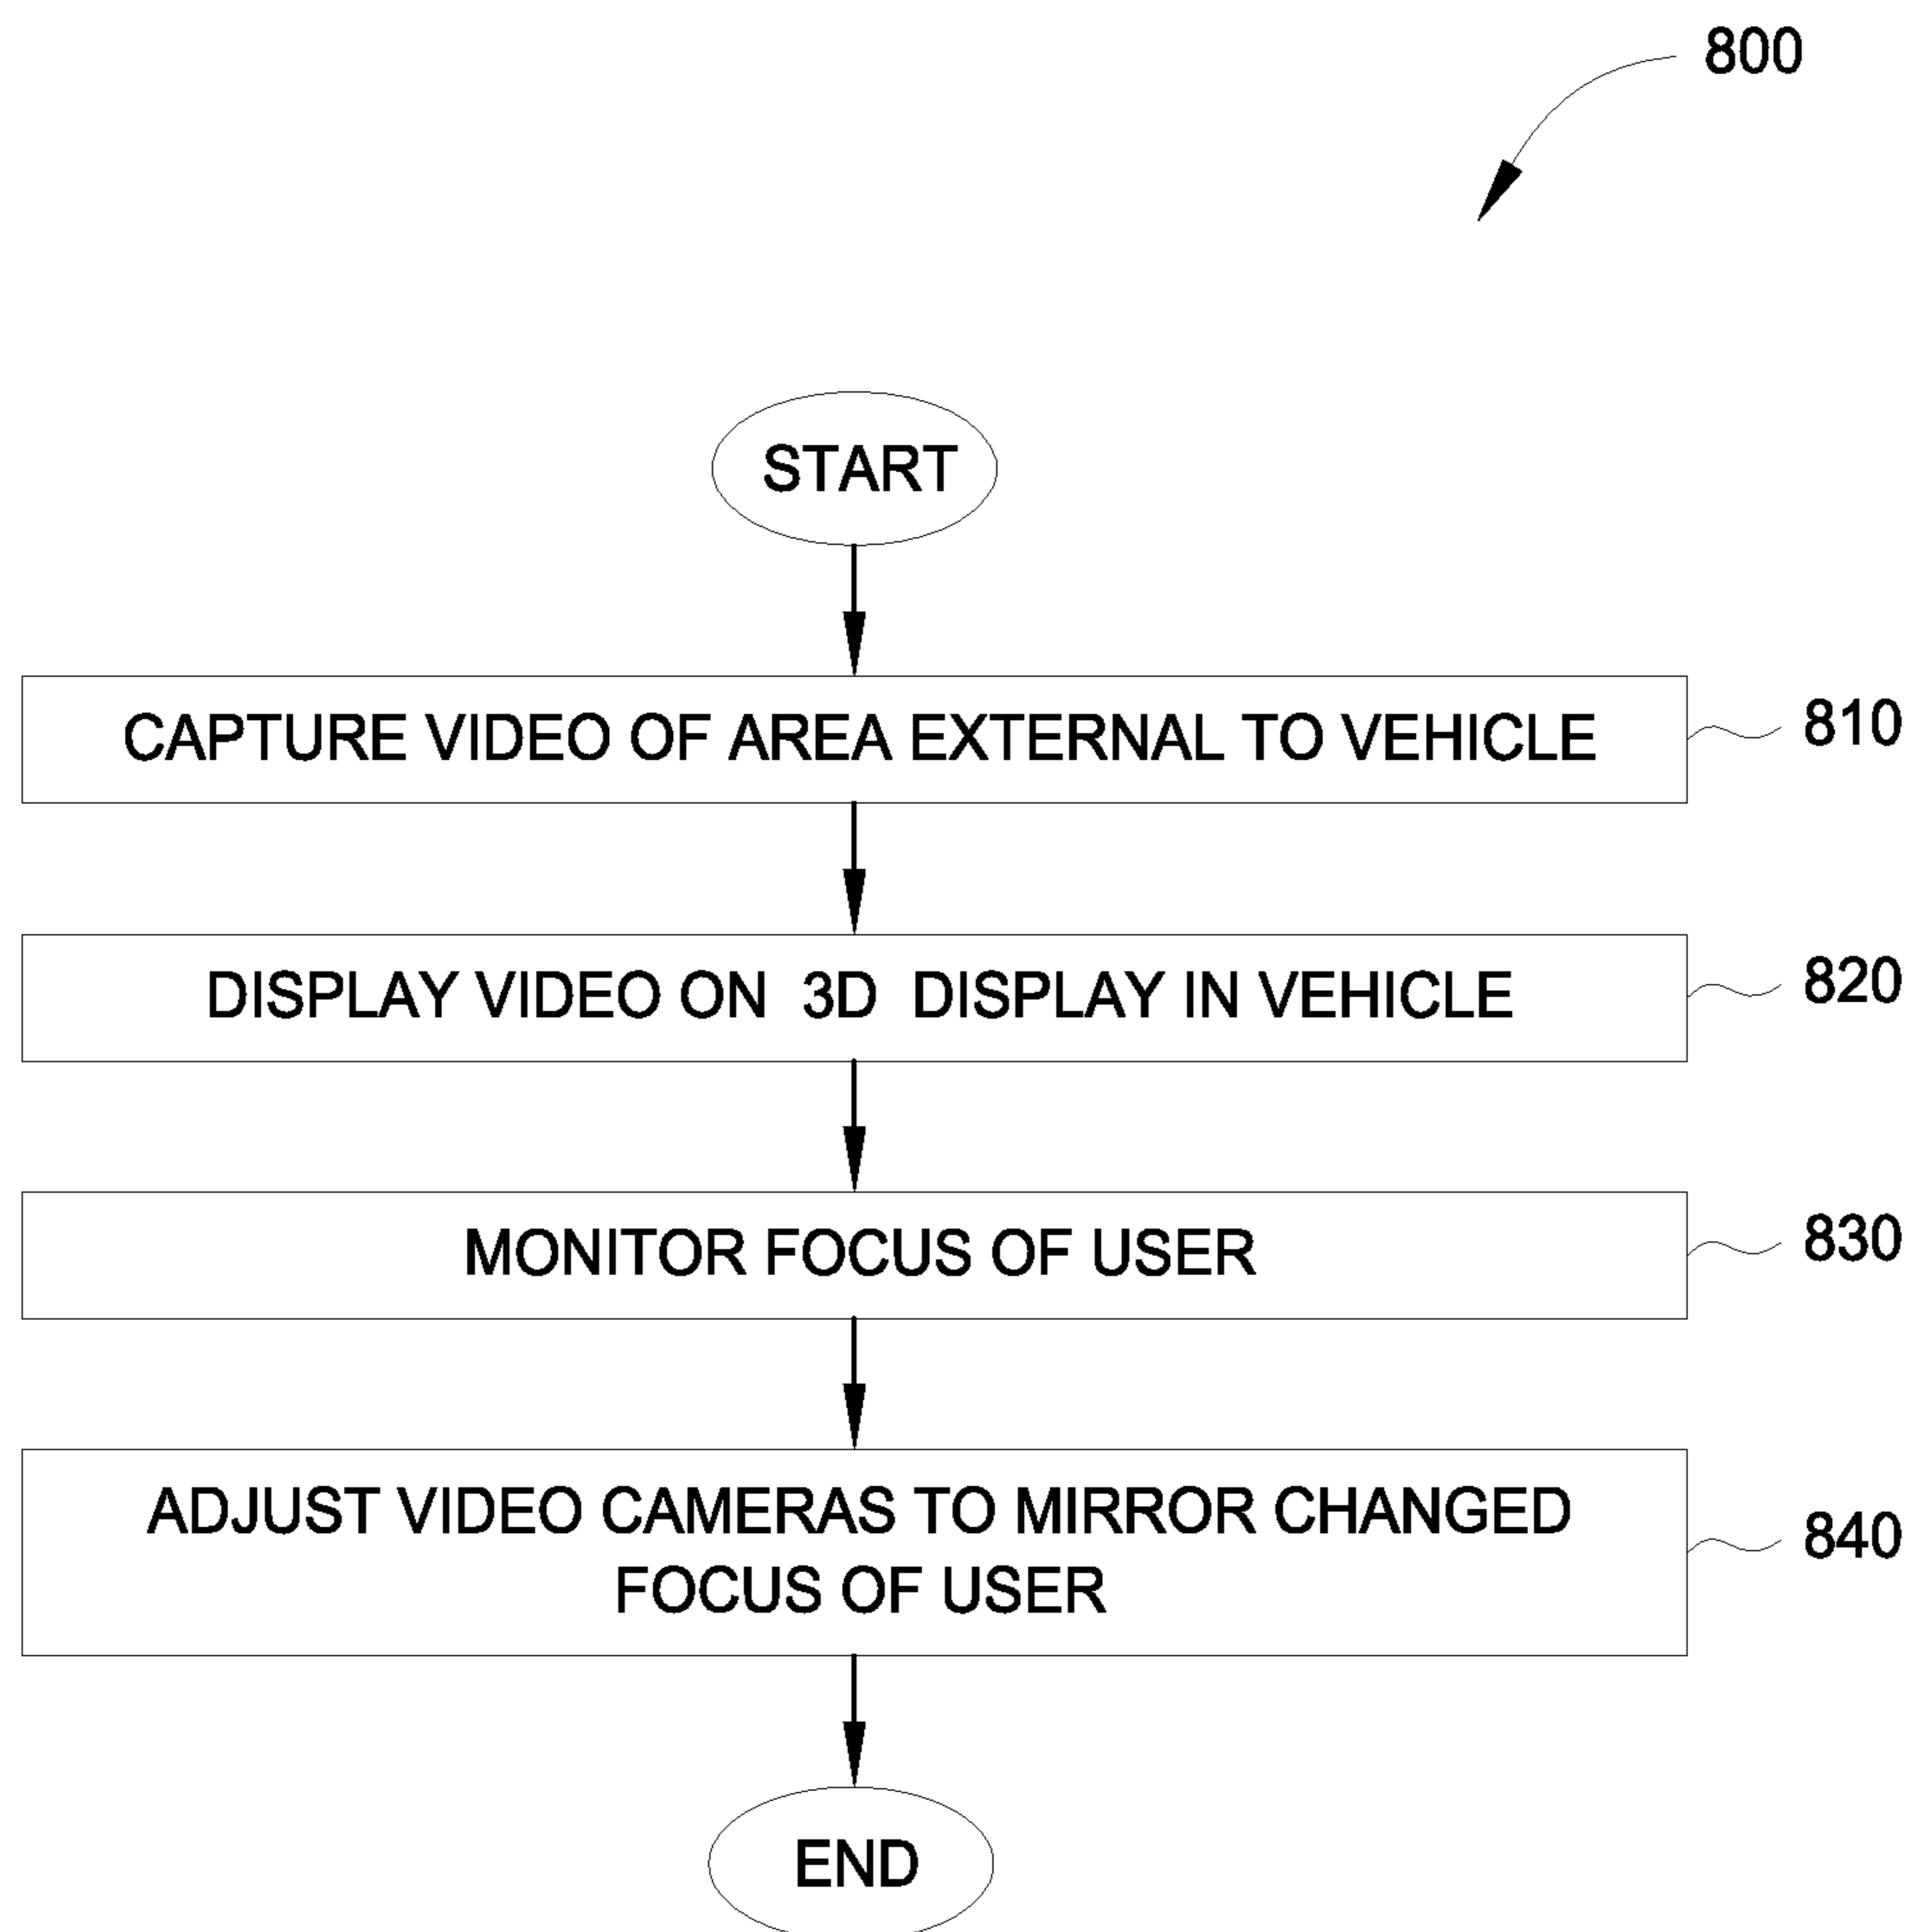 800
START
CAPTURE VIDEO OF AREA EXTERNAL TO VEHICLE
810
DISPLAY VIDEO ON 3D DISPLAY IN VEHICLE
820
MONITOR FOCUS OF USER
830
ADJUST VIDEO CAMERAS TO MIRROR CHANGED
FOCUS OF USER
840
END